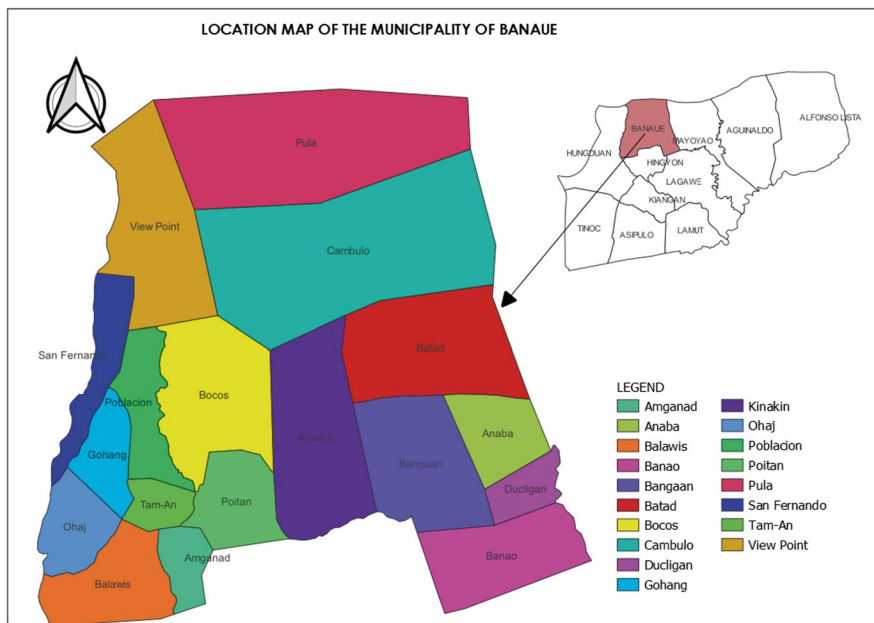 LOCATION MAP OF THE MUNICIPALITY OF BANAUE
Pula
View Point
Cambulo
San Fernando
Batad
Poblacion
Bocos
Kinakin
Anaba
Gohang
Bangaan
Ducligan
Tam-An
Poitan
Ohaj
Amganad
Banao
Balawis
BANAUE
MAYOYAO
AGUINALDO
ALFONSO LISTA
HUNGDUAN
HINGYON
LAGAWE
KIANGAN
TINOC
ASIPULO
LAMUT
LEGEND
Amganad
Anaba
Balawis
Banao
Bangaan
Batad
Bocos
Cambulo
Ducligan
Gohang
Kinakin
Ohaj
Poblacion
Poitan
Pula
San Fernando
Tam-An
View Point